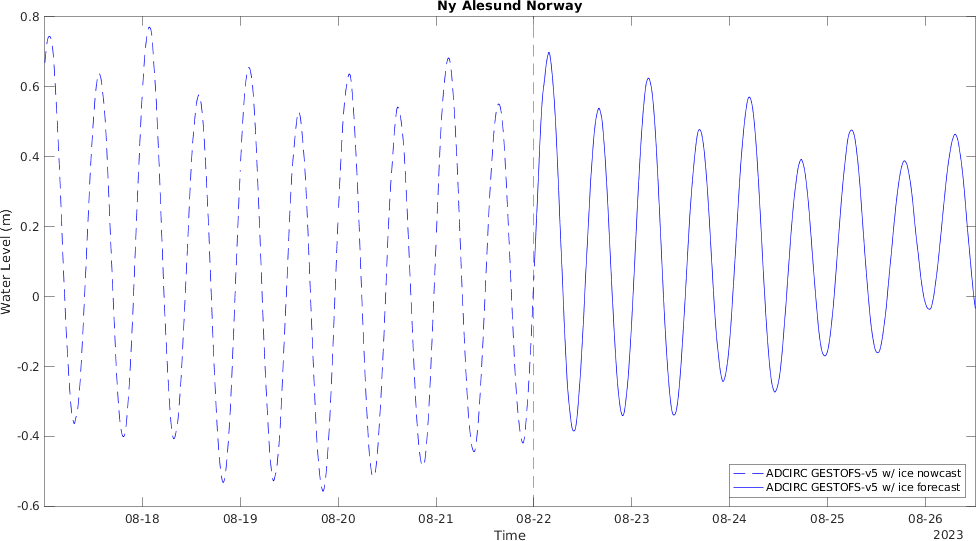 Ny Alesund Norway
0.8
0.6
0.4
0.2
0
-0.2
-0.4
-0.6
Water Level (m)
ADCIRC GESTOFS-v5 w/ ice nowcast
ADCIRC GESTOFS-v5 w/ ice forecast
08-18 08-19 08-20 08-21 08-22 08-23 08-24 08-25 08-26
Time
2023